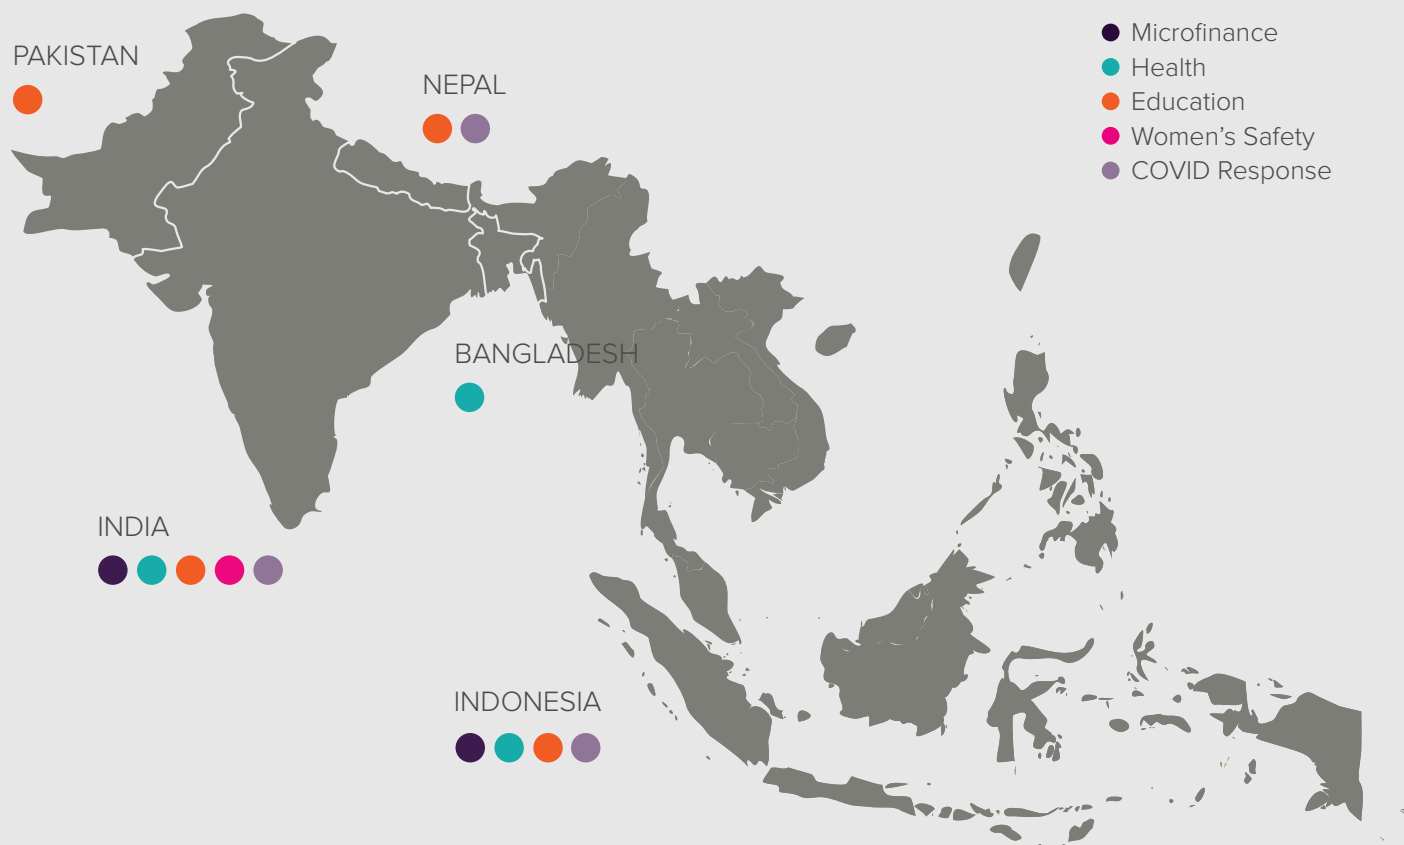 PAKISTAN
NEPAL
BANGLADESH
INDIA
INDONESIA
Microfinance
Health
Education
Women’s Safety
COVID Response